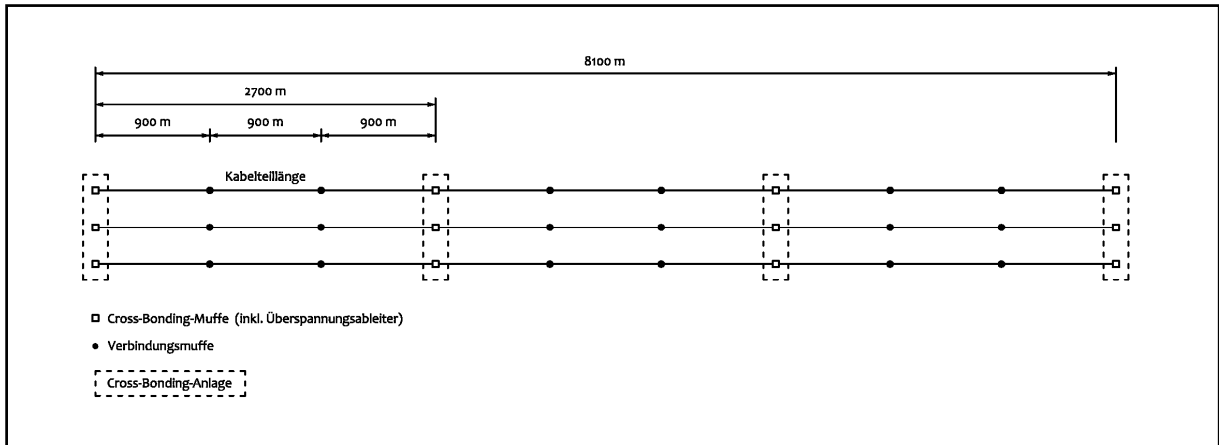 8100 m
2700 m
900 m 900 m 900 m
Kabelteillänge
Cross-Bonding-Muffe (inkl. Überspannungsableiter)
Verbindungsmuffe
Cross-Bonding-Anlage